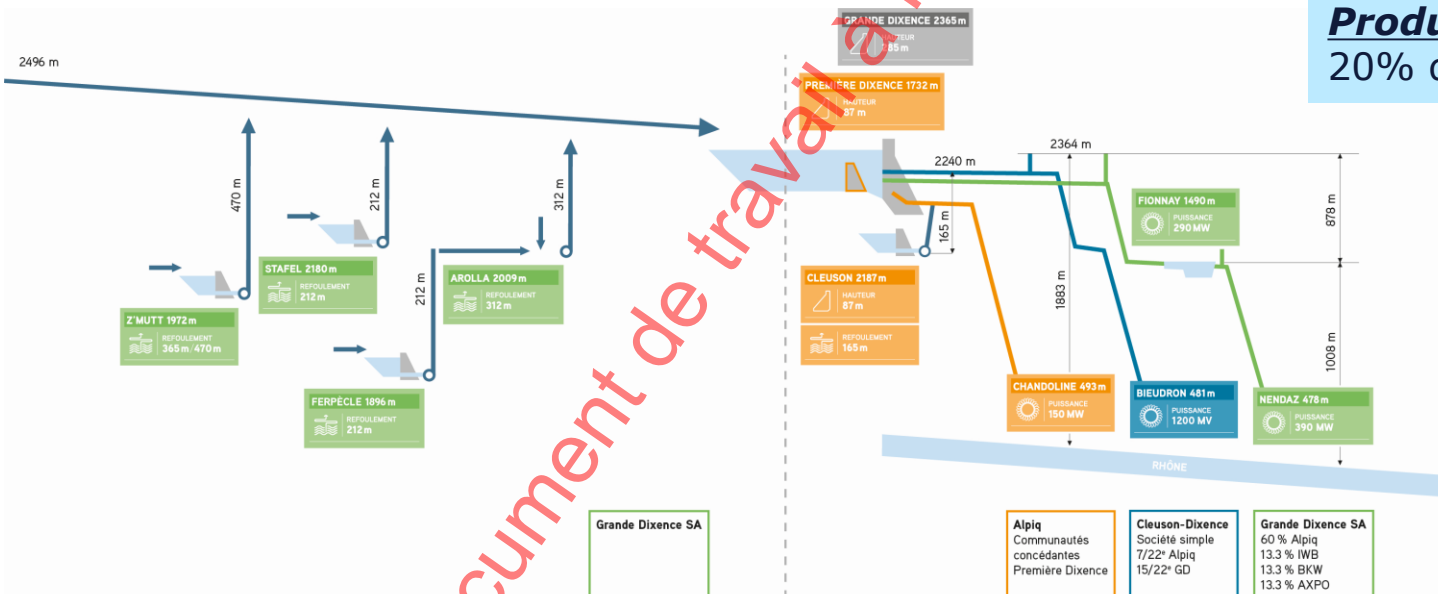 Produ
20% d
2496 m
GRANDE DIXENCE 2365 m
HAUTEUR
285 m
PREMIÈRE DIXENCE 1732 m
HAUTEUR
87 m
470 m
212 m
312 m
212 m
STAFEL 2180 m
REFOULEMENT
212 m
AROLLA 2009 m
REFOULEMENT
312 m
Z'MUTT 1972 m
REFOULEMENT
365 m/470 m
FERPÈCLE 1896 m
REFOULEMENT
212 m
2240 m
2364 m
165 m
CLEUSON 2187 m
HAUTEUR
87 m
REFOULEMENT
165 m
1883 m
FIONNAY 1490 m
PUISSANCE
290 MW
878 m
1008 m
CHANDOLINE 493 m
PUISSANCE
150 MW
BIEUDRON 481 m
PUISSANCE
1200 MV
NENDAZ 478 m
PUISSANCE
390 MW
RHÔNE
Grande Dixence SA
Alpiq
Communautés
concédantes
Première Dixence
Cleuson-Dixence
Société simple
7/22e Alpiq
15/22e GD
Grande Dixence SA
60 % Alpiq
13.3 % IWB
13.3 % BKW
13.3 % AXPO
cument de travail à